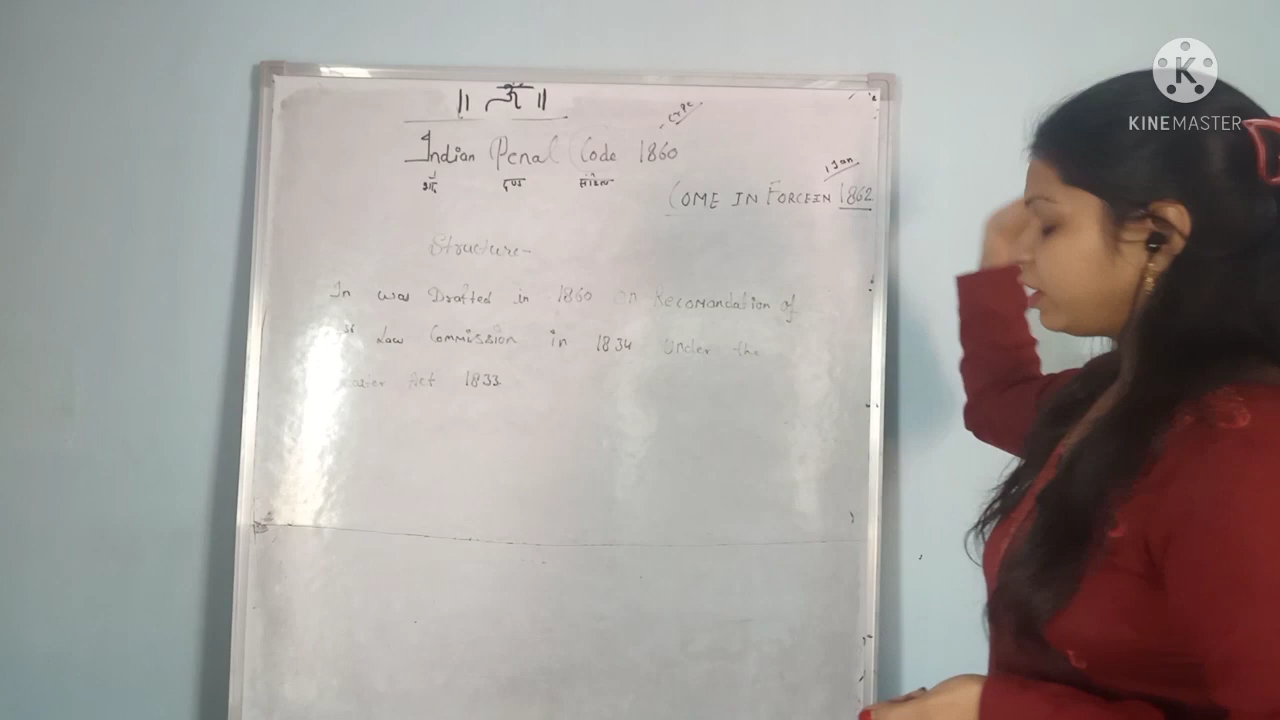 ॥ ॐ ॥
CrPC
Indian Penal Code 1860
दण्ड संहिता
1 Jan
COME IN FORCE IN 1862
Structure-
In was Drafted in 1860 on Recomandation of
1st Law Commission in 1834 Under the
Act 1833
K
KINEMASTER